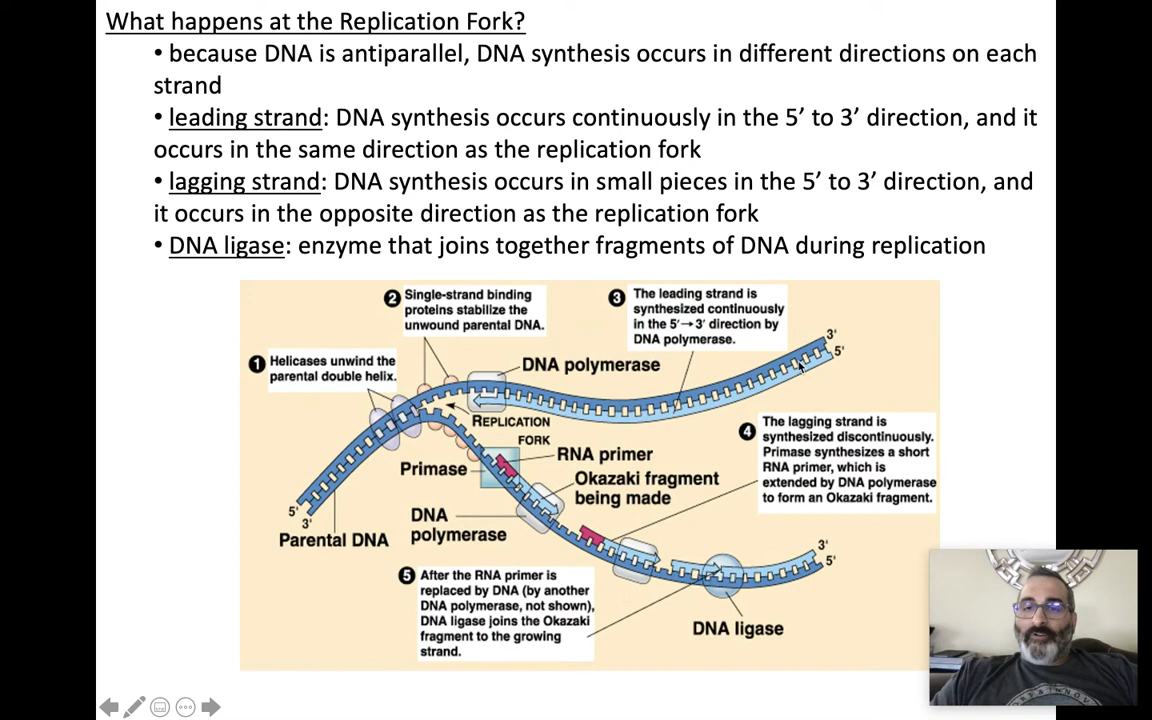 What happens at the Replication Fork?
• because DNA is antiparallel, DNA synthesis occurs in different directions on each
strand
• leading strand: DNA synthesis occurs continuously in the 5’ to 3’ direction, and it
occurs in the same direction as the replication fork
• lagging strand: DNA synthesis occurs in small pieces in the 5’ to 3’ direction, and
it occurs in the opposite direction as the replication fork
• DNA ligase: enzyme that joins together fragments of DNA during replication
2 Single-strand binding
proteins stabilize the
unwound parental DNA.
3 The leading strand is
synthesized continuously
in the 5'→3' direction by
DNA polymerase.
1 Helicases unwind the
parental double helix.
DNA polymerase
3'
5'
REPLICATION
FORK
4 The lagging strand is
synthesized discontinuously.
Primase synthesizes a short
RNA primer, which is
extended by DNA polymerase
to form an Okazaki fragment.
RNA primer
Primase
Okazaki fragment
being made
5'
3'
Parental DNA
DNA
polymerase
3'
5'
5 After the RNA primer is
replaced by DNA (by another
DNA polymerase, not shown),
DNA ligase joins the Okazaki
fragment to the growing
strand.
DNA ligase